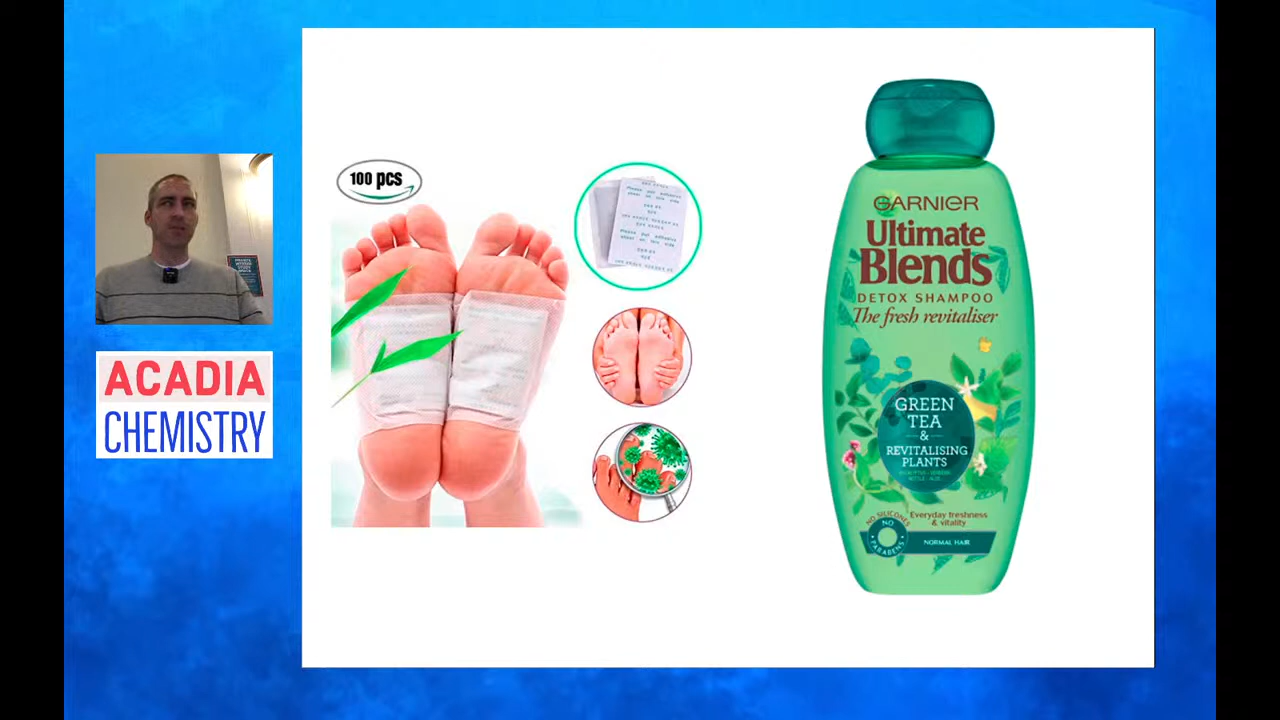 ACADIA
CHEMISTRY
100 pcs
GARNIER
Ultimate
Blends
DETOX SHAMPOO
The fresh revitaliser
GREEN
TEA
&
REVITALISING
PLANTS
Everyday freshness
& vitality
NO SILICONES
NO
PARABENS
NORMAL HAIR